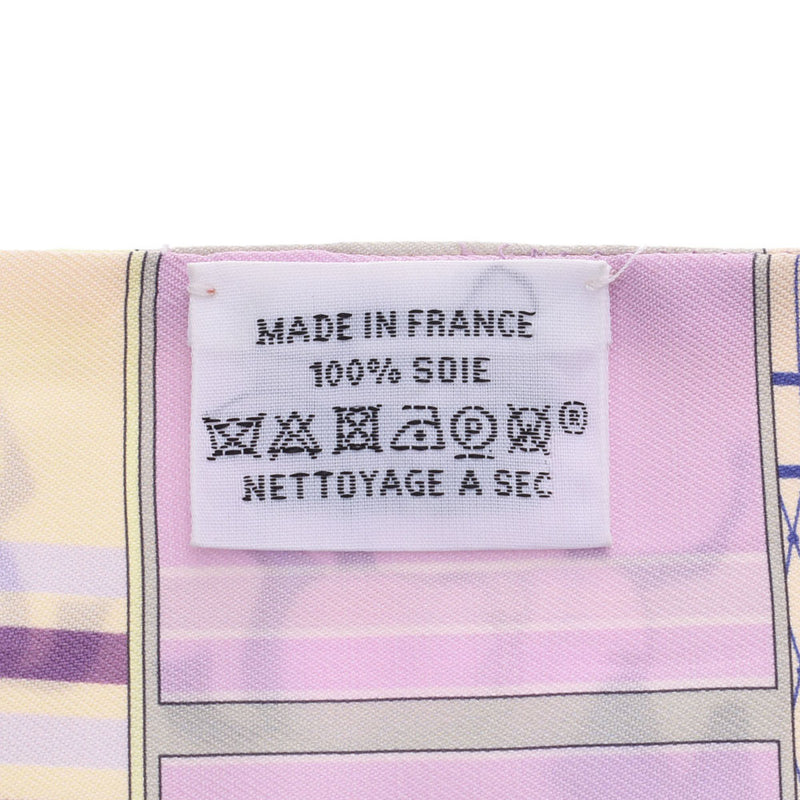 MADE IN FRANCE
100% SOIE
P ®
NETTOYAGE A SEC